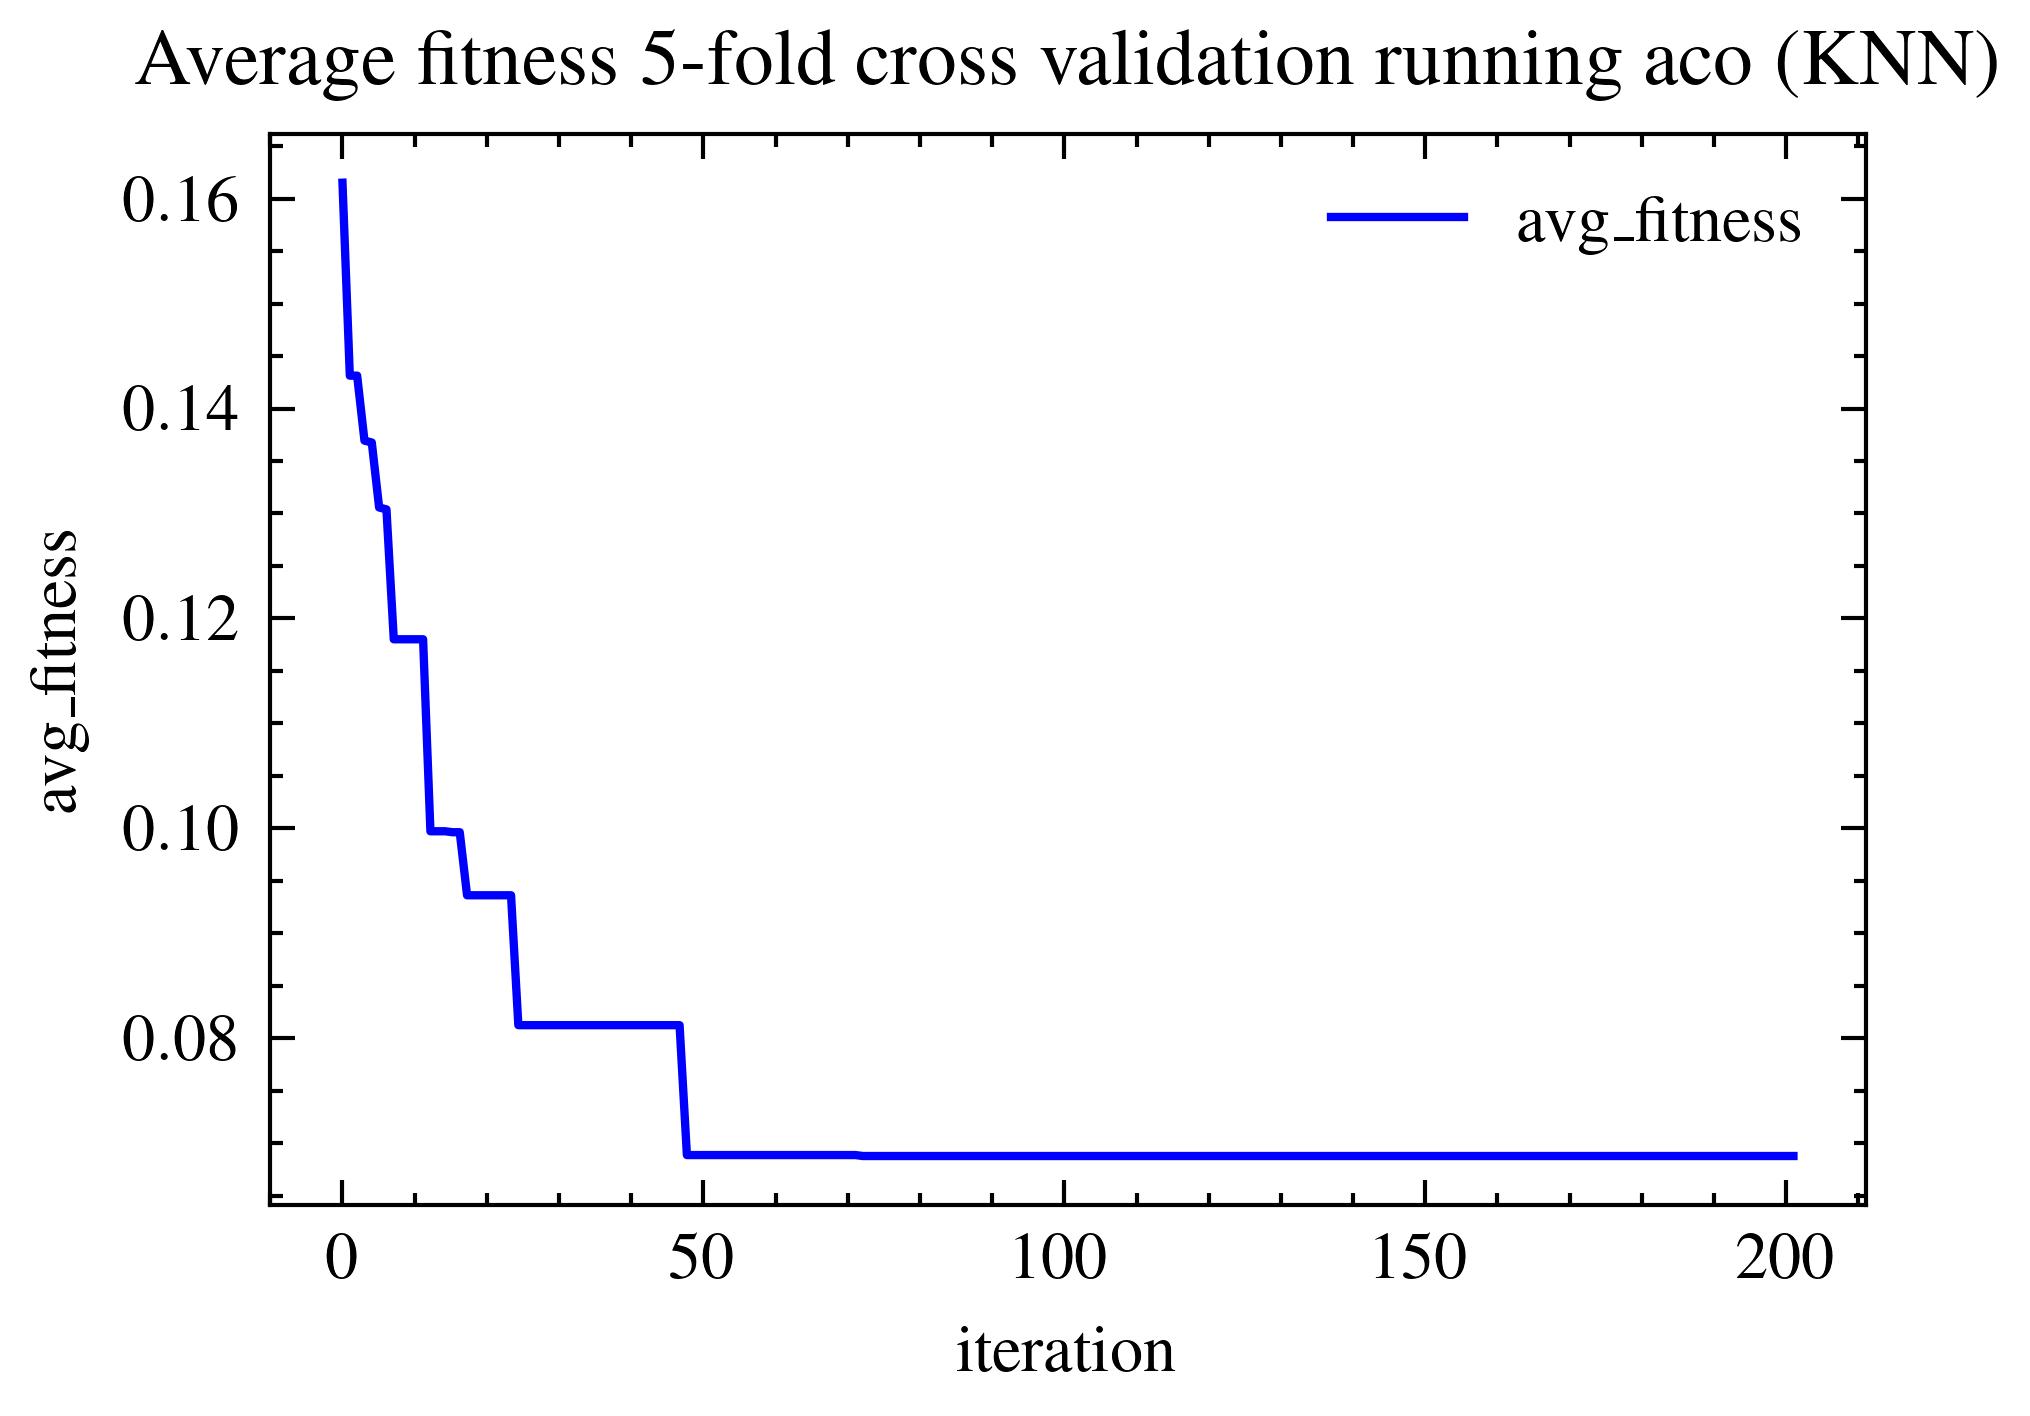 Average fitness 5-fold cross validation running aco (KNN)
avg_fitness
0.16
0.14
0.12
0.10
0.08
avg_fitness
0 50 100 150 200
iteration